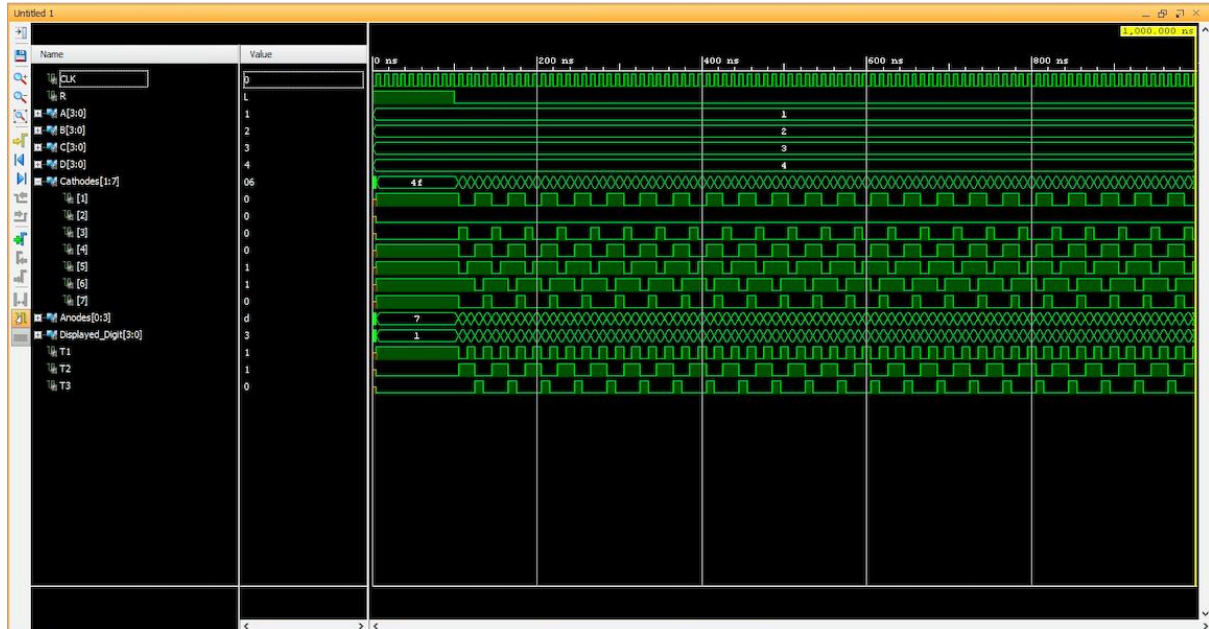 Untitled 1
1,000.000 ns
Name Value
0 ns 200 ns 400 ns 600 ns 800 ns
CLK 0
R L
A[3:0] 1 1
B[3:0] 2 2
C[3:0] 3 3
D[3:0] 4 4
Cathodes[1:7] 06 4f
[1] 0
[2] 0
[3] 0
[4] 0
[5] 1
[6] 1
[7] 0
Anodes[0:3] d 7
Displayed_Digit[3:0] 3 1
T1 1
T2 1
T3 0